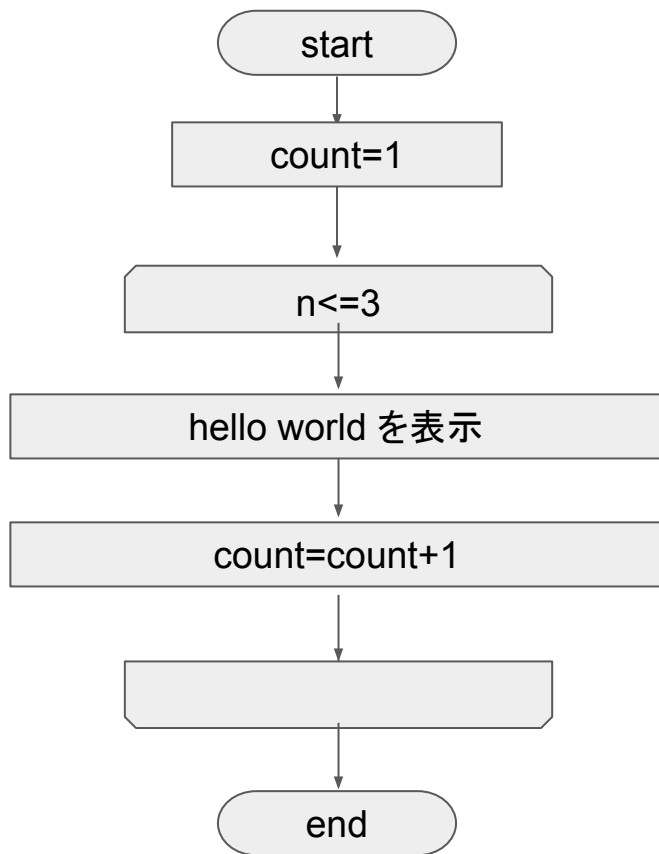 start
count=1
n<=3
hello world を表示
count=count+1
end